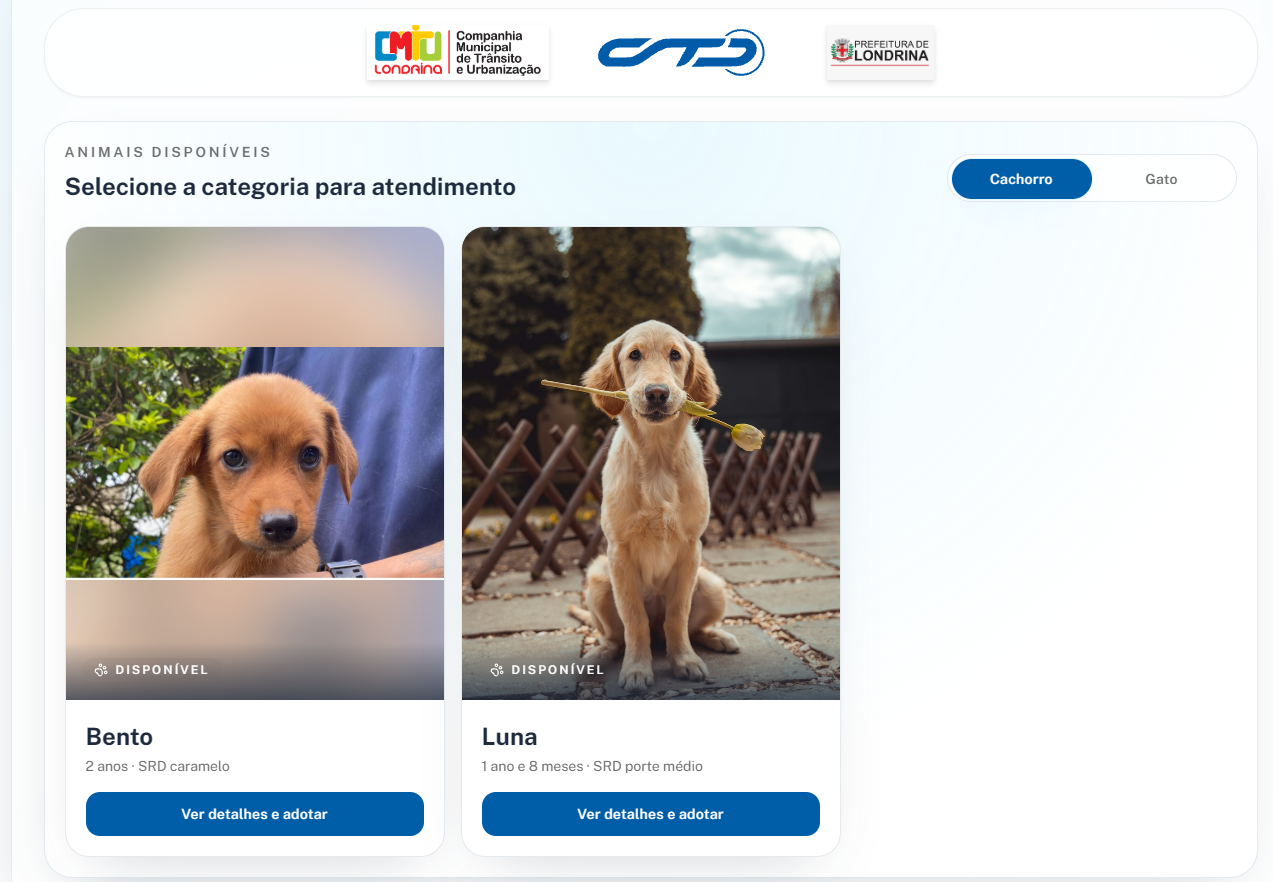 CMTU
LONDRINA
Companhia
Municipal
de Trânsito
e Urbanização
CTD
PREFEITURA DE
LONDRINA
ANIMAIS DISPONÍVEIS
Selecione a categoria para atendimento
Cachorro
Gato
DISPONÍVEL
DISPONÍVEL
Bento
2 anos · SRD caramelo
Ver detalhes e adotar
Luna
1 ano e 8 meses · SRD porte médio
Ver detalhes e adotar